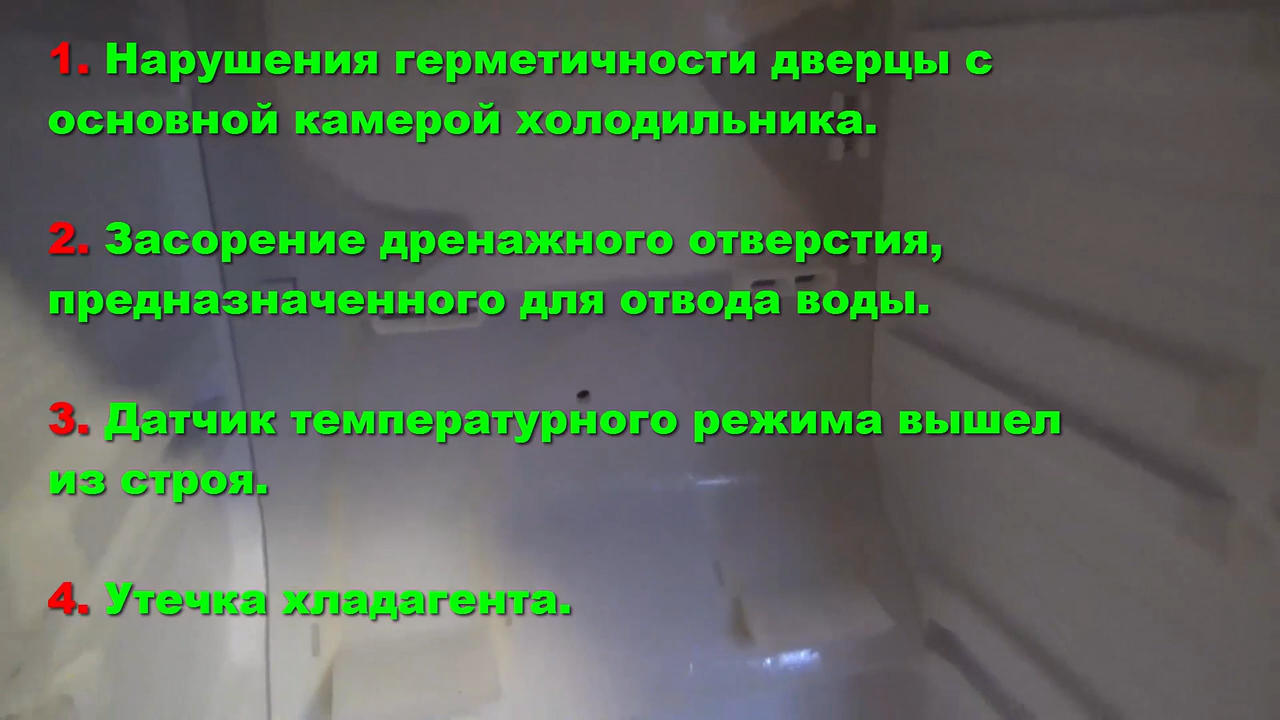 1. Нарушения герметичности дверцы с
основной камерой холодильника.
2. Засорение дренажного отверстия,
предназначенного для отвода воды.
3. Датчик температурного режима вышел
из строя.
4. Утечка хладагента.